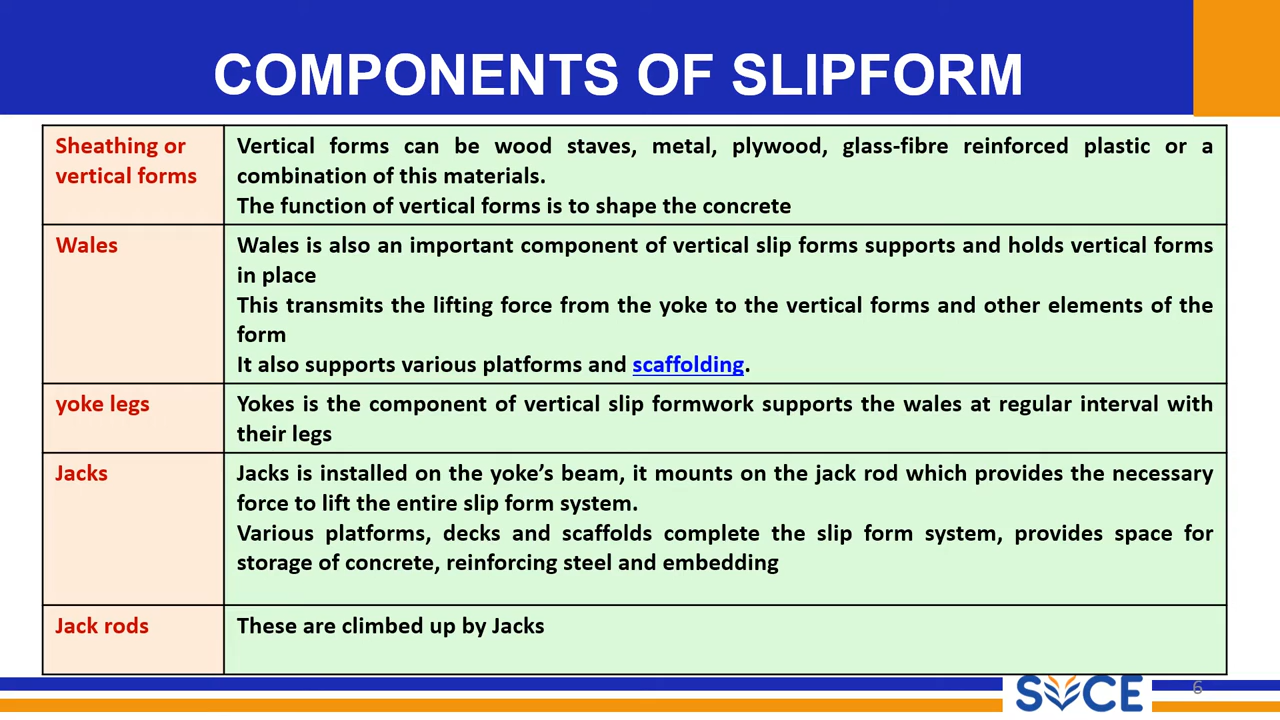 COMPONENTS OF SLIPFORM
Sheathing or
vertical forms
Vertical forms can be wood staves, metal, plywood, glass-fibre reinforced plastic or a
combination of this materials.
The function of vertical forms is to shape the concrete
Wales
Wales is also an important component of vertical slip forms supports and holds vertical forms
in place
This transmits the lifting force from the yoke to the vertical forms and other elements of the
form
It also supports various platforms and scaffolding.
yoke legs
Yokes is the component of vertical slip formwork supports the wales at regular interval with
their legs
Jacks
Jacks is installed on the yoke’s beam, it mounts on the jack rod which provides the necessary
force to lift the entire slip form system.
Various platforms, decks and scaffolds complete the slip form system, provides space for
storage of concrete, reinforcing steel and embedding
Jack rods
These are climbed up by Jacks
SVCE
6